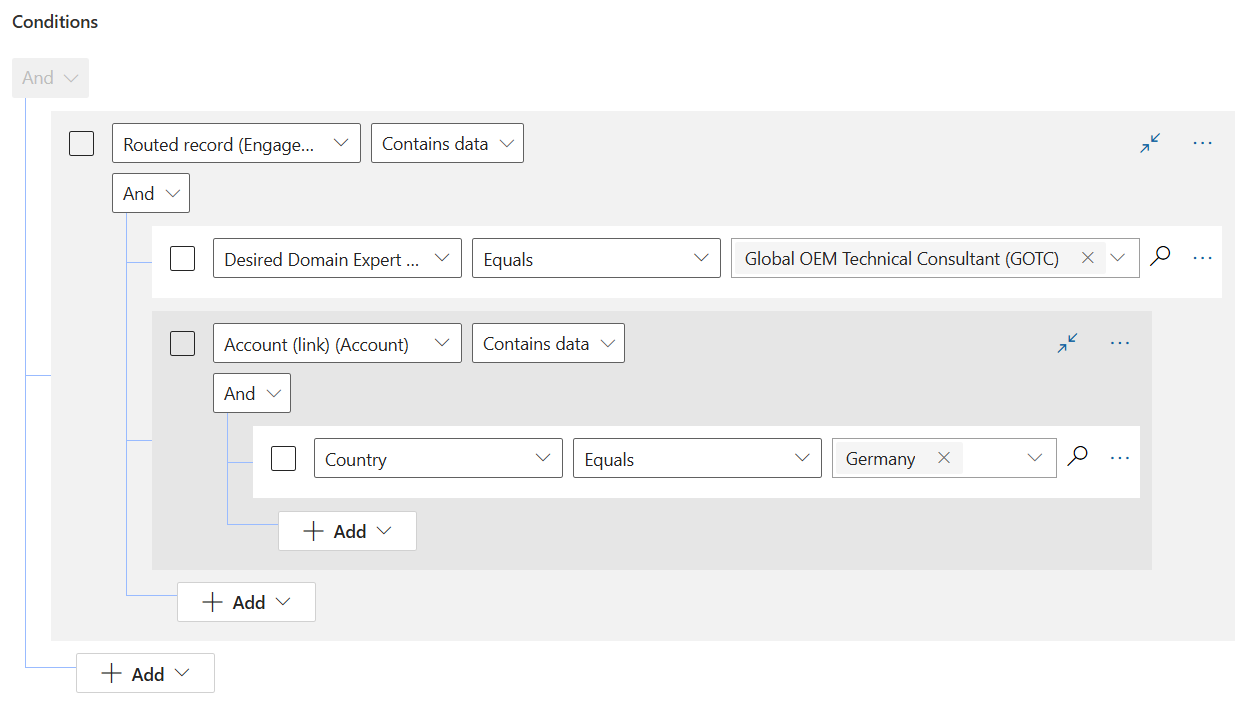 Conditions
And
Routed record (Engage... Contains data
And
Desired Domain Expert ... Equals Global OEM Technical Consultant (GOTC)
Account (link) (Account) Contains data
And
Country Equals Germany
Add
Add
Add